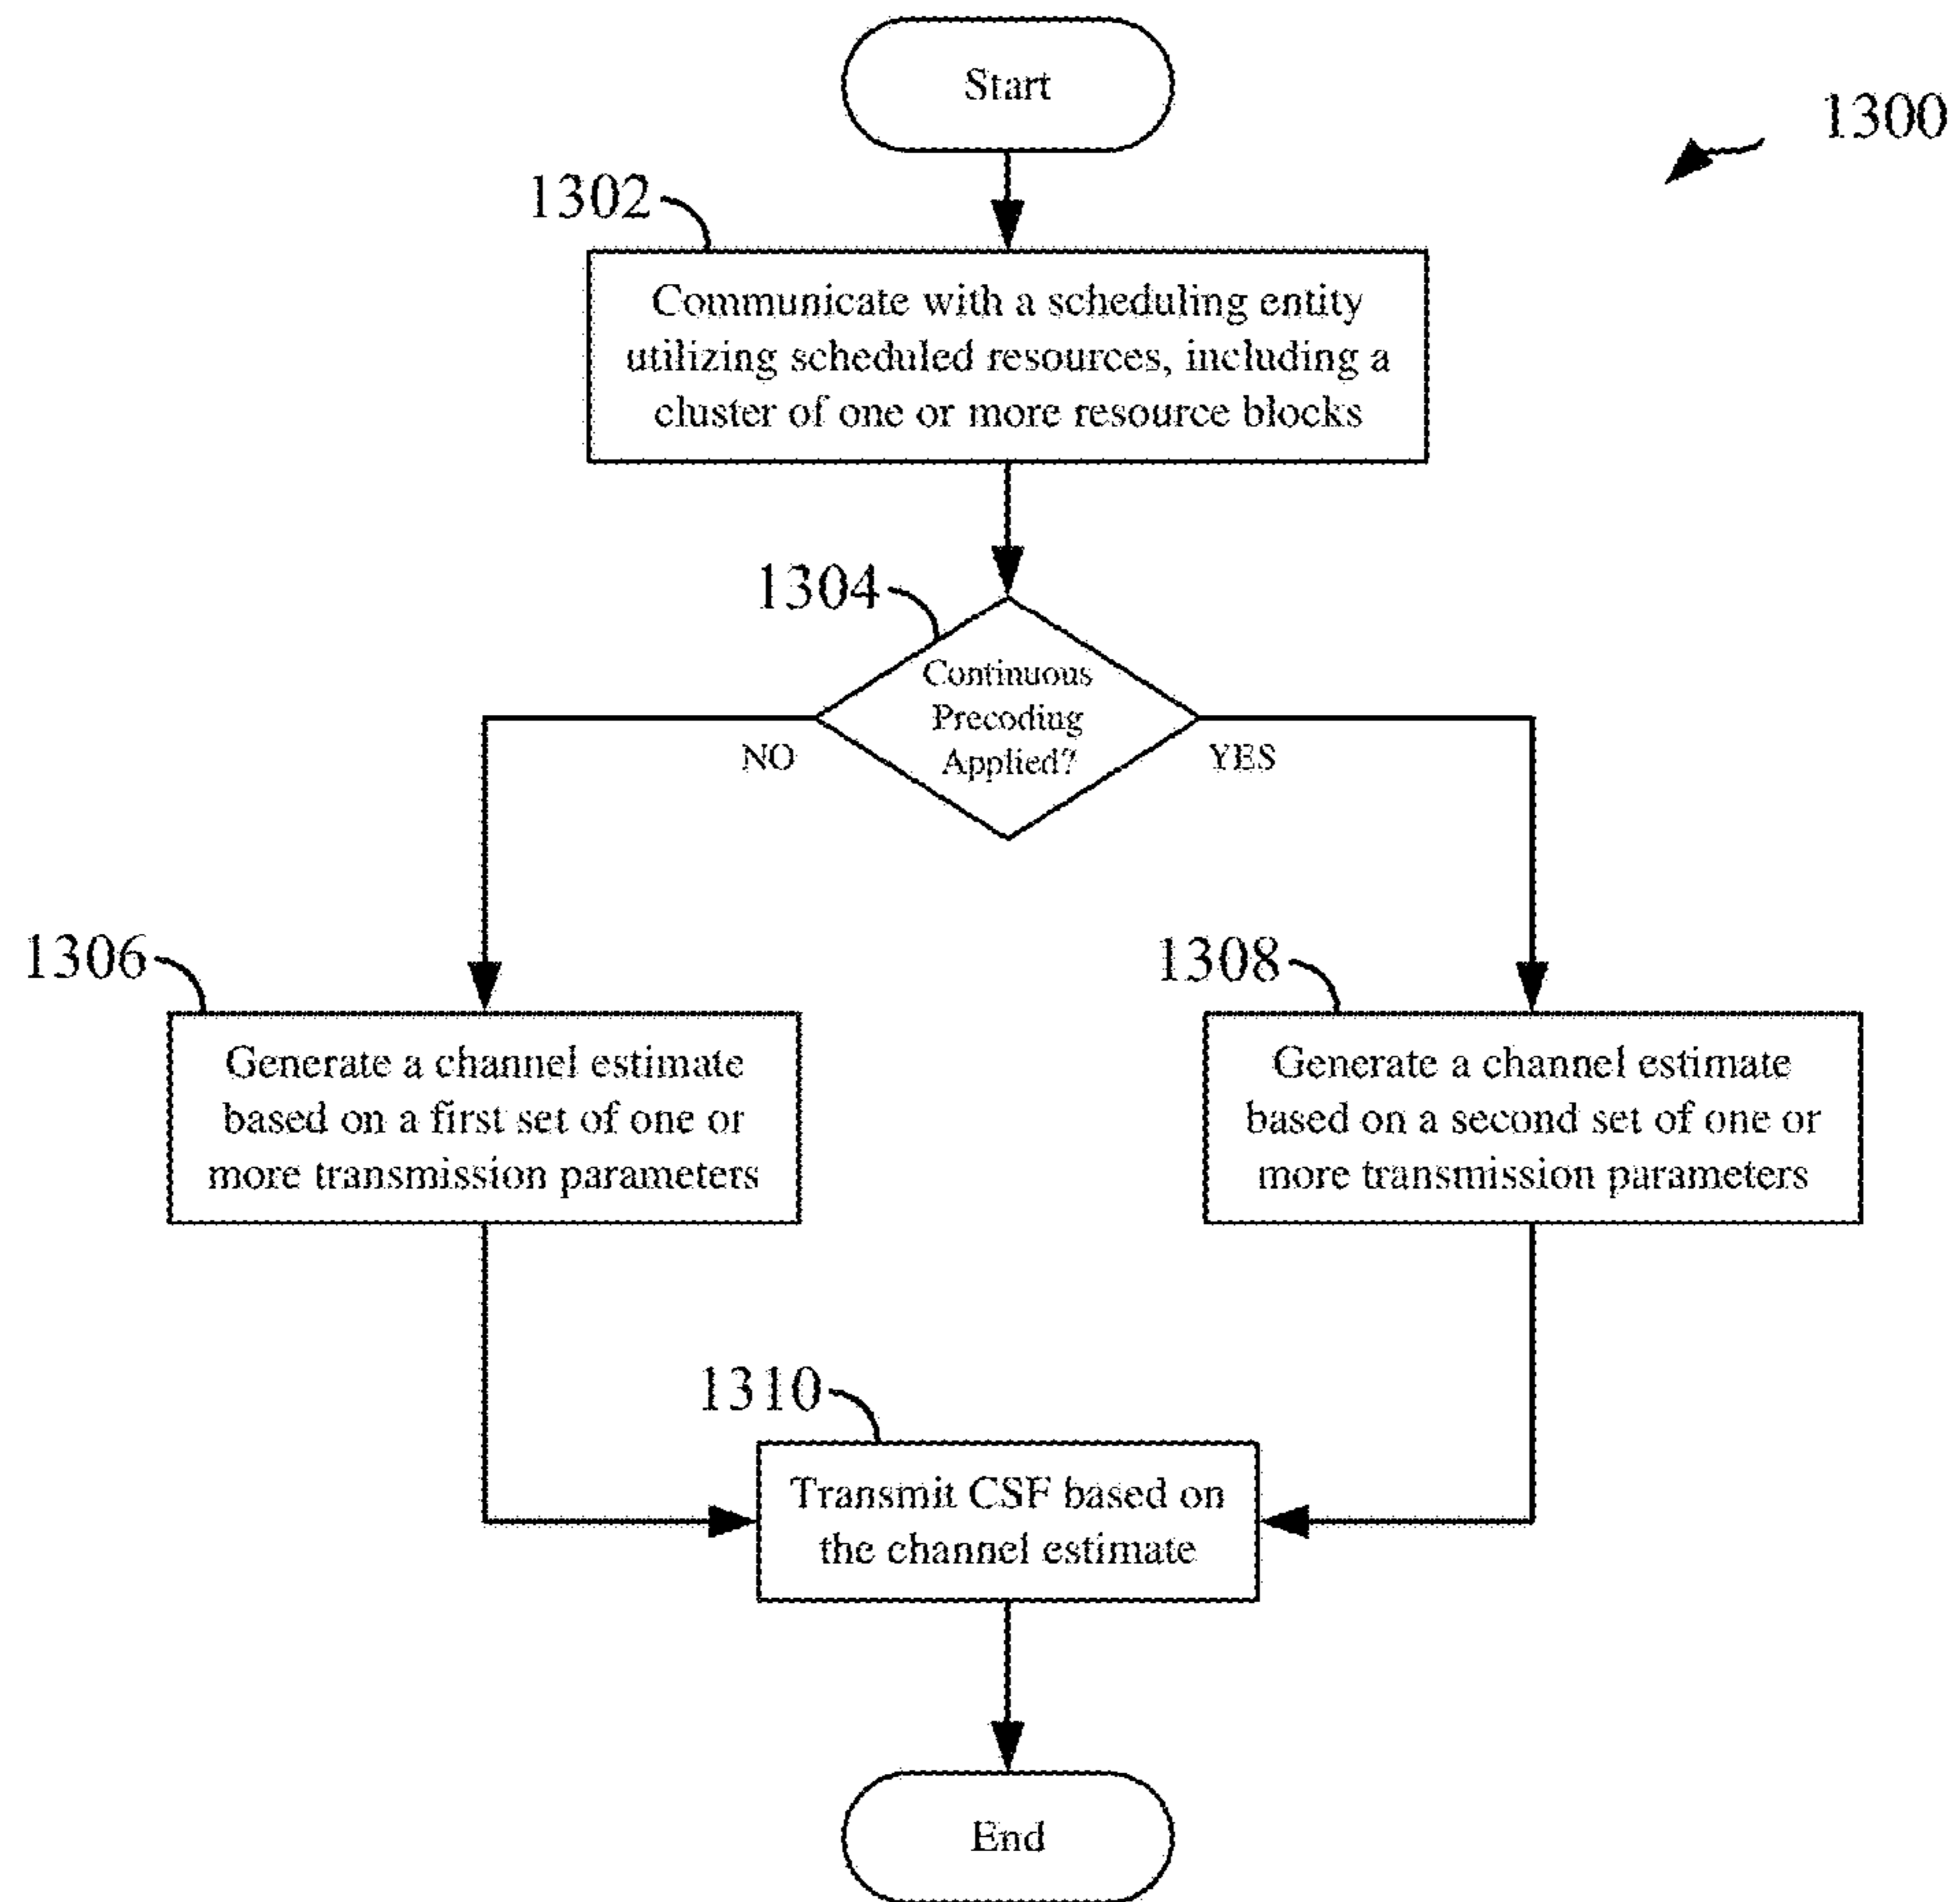 Start
1300
1302
Communicate with a scheduling entity
utilizing scheduled resources, including a
cluster of one or more resource blocks
1304
Continuous
Precoding
Applied?
NO
YES
1306
Generate a channel estimate
based on a first set of one or
more transmission parameters
1308
Generate a channel estimate
based on a second set of one or
more transmission parameters
1310
Transmit CSF based on
the channel estimate
End